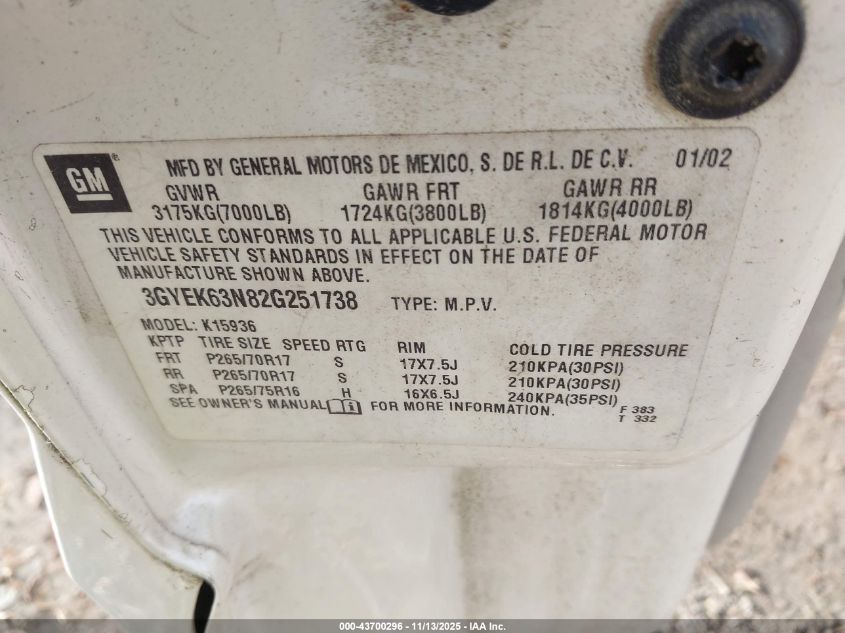 GM ® MFD BY GENERAL MOTORS DE MEXICO, S. DE R.L. DE C.V. 01/02
GVWR GAWR FRT GAWR RR
3175KG(7000LB) 1724KG(3800LB) 1814KG(4000LB)
THIS VEHICLE CONFORMS TO ALL APPLICABLE U.S. FEDERAL MOTOR
VEHICLE SAFETY STANDARDS IN EFFECT ON THE DATE OF
MANUFACTURE SHOWN ABOVE.
3GYEK63N82G251738 TYPE: M.P.V.
MODEL: K15936
KPTP TIRE SIZE SPEED RTG RIM COLD TIRE PRESSURE
FRT P265/70R17 S 17X7.5J 210KPA(30PSI)
RR P265/70R17 S 17X7.5J 210KPA(30PSI)
SPA P265/75R16 H 16X6.5J 240KPA(35PSI)
SEE OWNER'S MANUAL FOR MORE INFORMATION. F 383
T 332
000-43700296 - 11/13/2025 - IAA Inc.